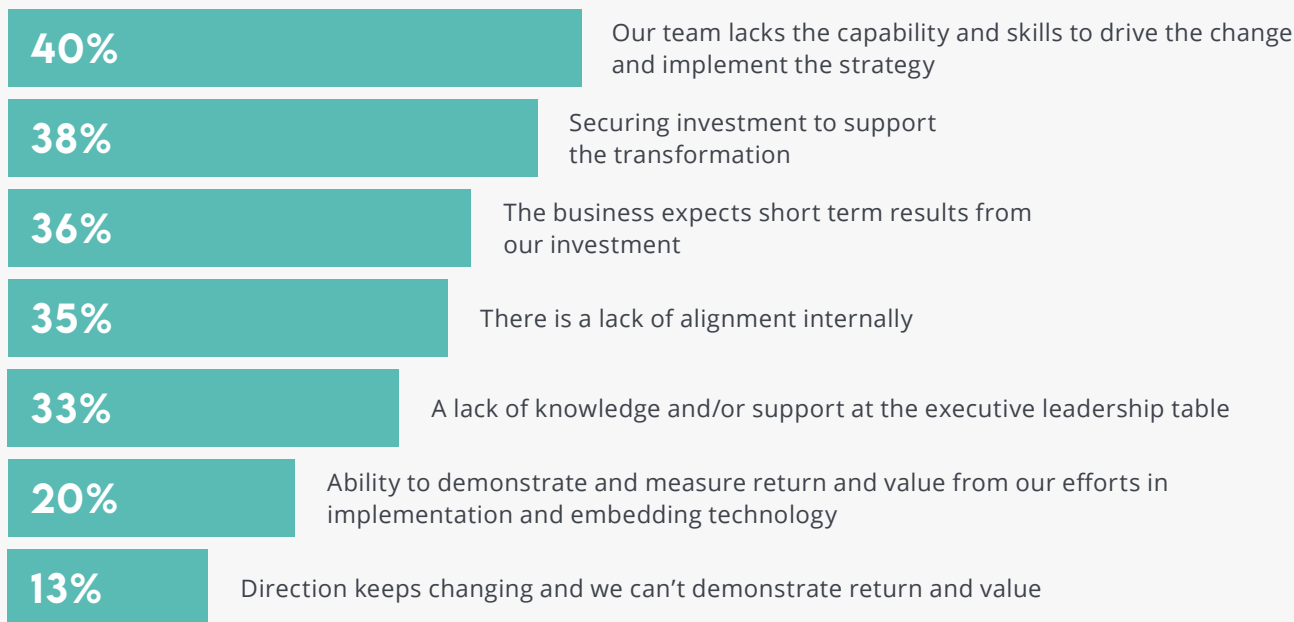 40%
Our team lacks the capability and skills to drive the change
and implement the strategy
38%
Securing investment to support
the transformation
36%
The business expects short term results from
our investment
35%
There is a lack of alignment internally
33%
A lack of knowledge and/or support at the executive leadership table
20%
Ability to demonstrate and measure return and value from our efforts in
implementation and embedding technology
13%
Direction keeps changing and we can’t demonstrate return and value